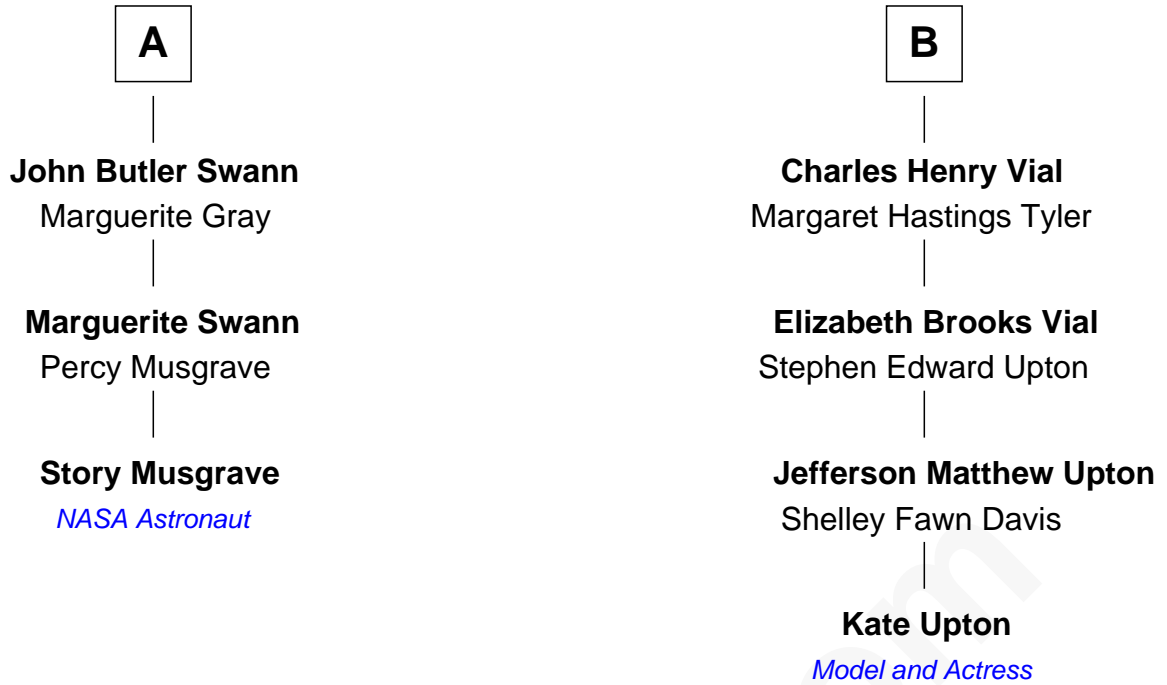 A
John Butler Swann
Marguerite Gray
Marguerite Swann
Percy Musgrave
Story Musgrave
NASA Astronaut
B
Charles Henry Vial
Margaret Hastings Tyler
Elizabeth Brooks Vial
Stephen Edward Upton
Jefferson Matthew Upton
Shelley Fawn Davis
Kate Upton
Model and Actress